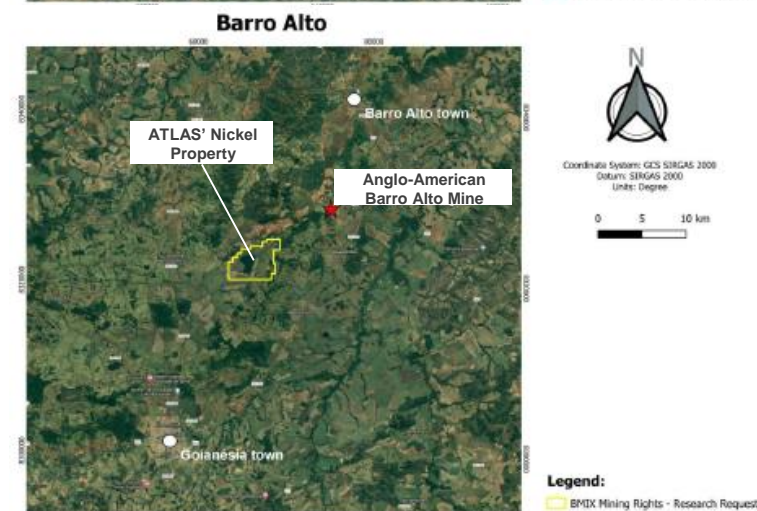 Barro Alto
Barro Alto town
ATLAS' Nickel
Property
Anglo-American
Barro Alto Mine
Goianesia town
N
Coordinate System: GCS SIRGAS 2000
Datum: SIRGAS 2000
Units: Degree
0 5 10 km
Legend:
BMIX Mining Rights - Research Request